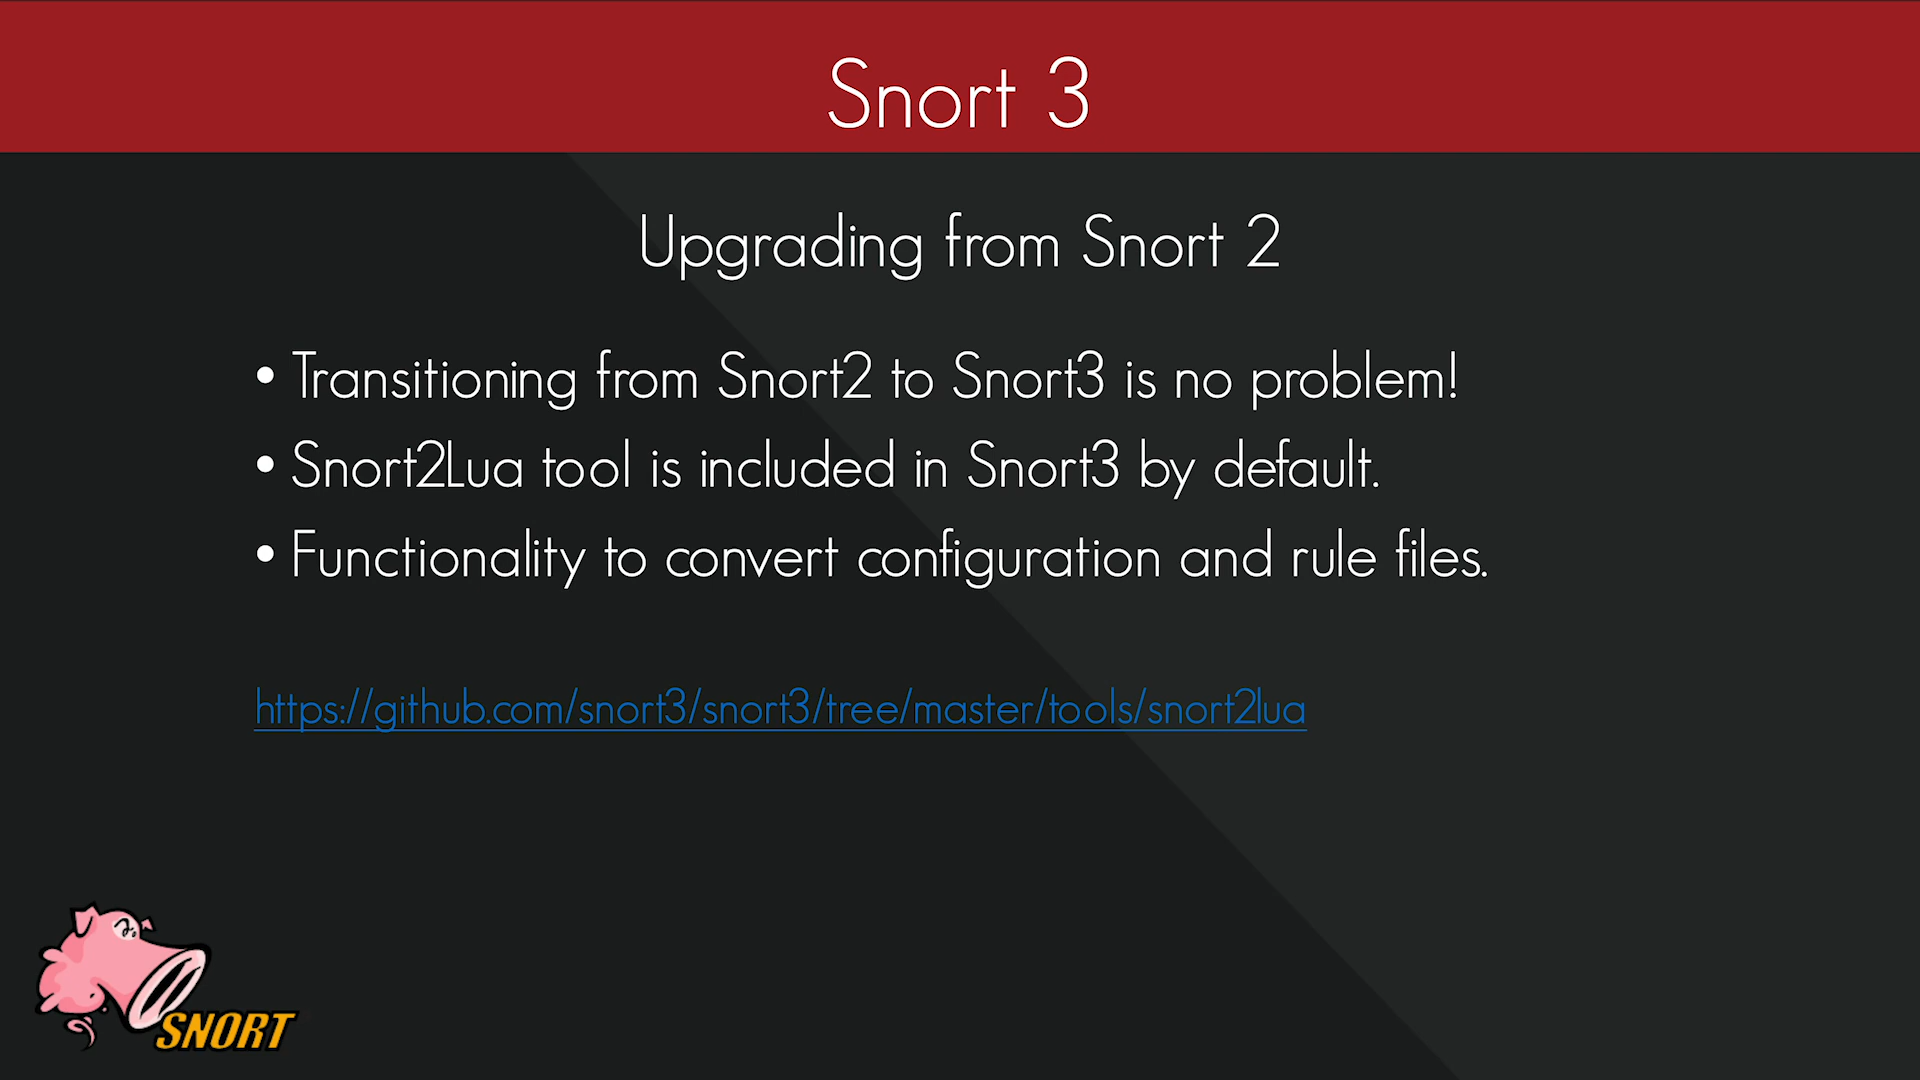 Snort 3
Upgrading from Snort 2
• Transitioning from Snort2 to Snort3 is no problem!
• Snort2Lua tool is included in Snort3 by default.
• Functionality to convert configuration and rule files.
https://github.com/snort3/snort3/tree/master/tools/snort2lua
SNORT